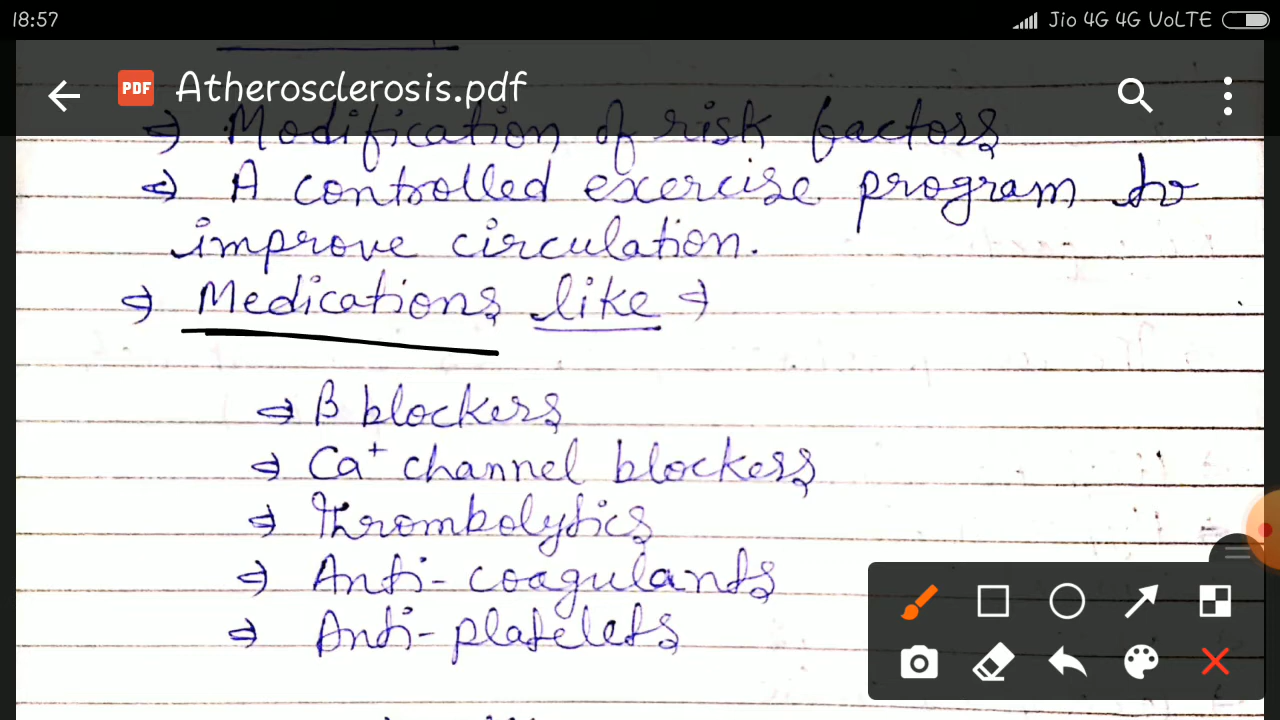 18:57 Jio 4G 4G VoLTE
PDF Atherosclerosis.pdf
⇒ Modification of risk factors
⇒ A controlled exercise program to
improve circulation.
⇒ Medications like ⇒
⇒ β blockers
⇒ Ca⁺ channel blockers
⇒ Thrombolytics
⇒ Anti-coagulants
⇒ Anti-platelets